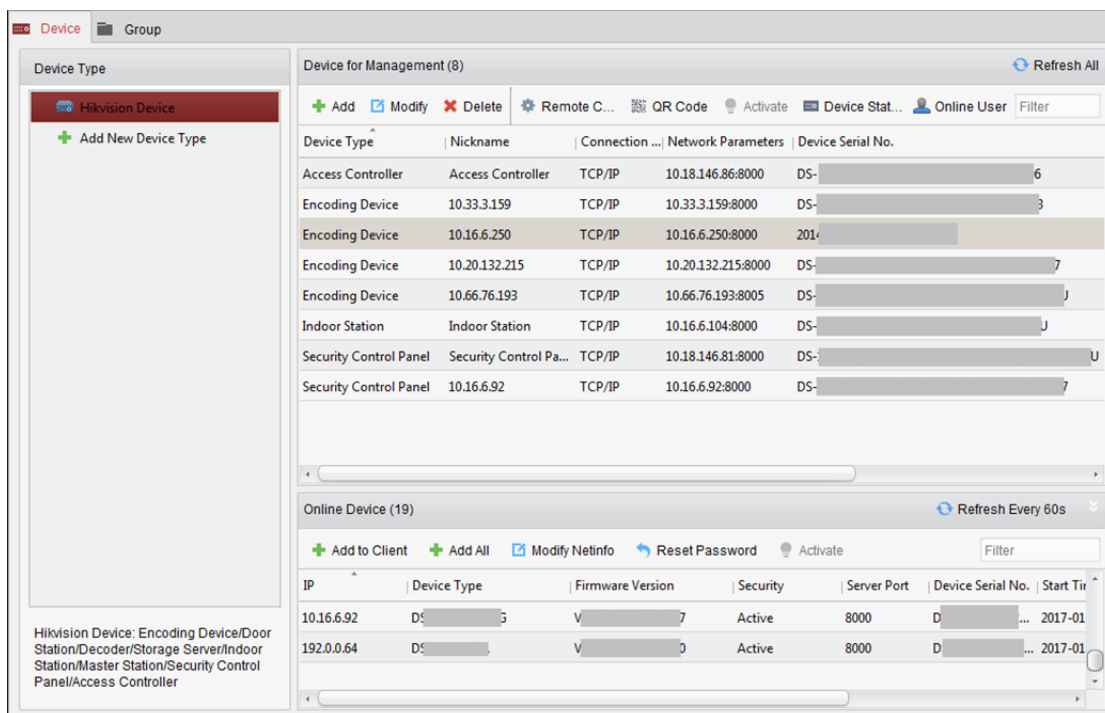 Device Group
Device Type
Hikvision Device
Add New Device Type
Hikvision Device: Encoding Device/Door
Station/Decoder/Storage Server/Indoor
Station/Master Station/Security Control
Panel/Access Controller
Device for Management (8) Refresh All
Add Modify Delete Remote C... QR Code Activate Device Stat... Online User Filter
Device Type Nickname Connection ... Network Parameters Device Serial No.
Access Controller Access Controller TCP/IP 10.18.146.86:8000 DS- 6
Encoding Device 10.33.3.159 TCP/IP 10.33.3.159:8000 DS- 3
Encoding Device 10.16.6.250 TCP/IP 10.16.6.250:8000 2014
Encoding Device 10.20.132.215 TCP/IP 10.20.132.215:8000 DS- 7
Encoding Device 10.66.76.193 TCP/IP 10.66.76.193:8005 DS- U
Indoor Station Indoor Station TCP/IP 10.16.6.104:8000 DS- U
Security Control Panel Security Control Pa... TCP/IP 10.18.146.81:8000 DS- U
Security Control Panel 10.16.6.92 TCP/IP 10.16.6.92:8000 DS- 7
Online Device (19) Refresh Every 60s
Add to Client Add All Modify Netinfo Reset Password Activate Filter
IP Device Type Firmware Version Security Server Port Device Serial No. Start Tir
10.16.6.92 DS G V 7 Active 8000 D ... 2017-01
192.0.0.64 DS V 0 Active 8000 D ... 2017-01